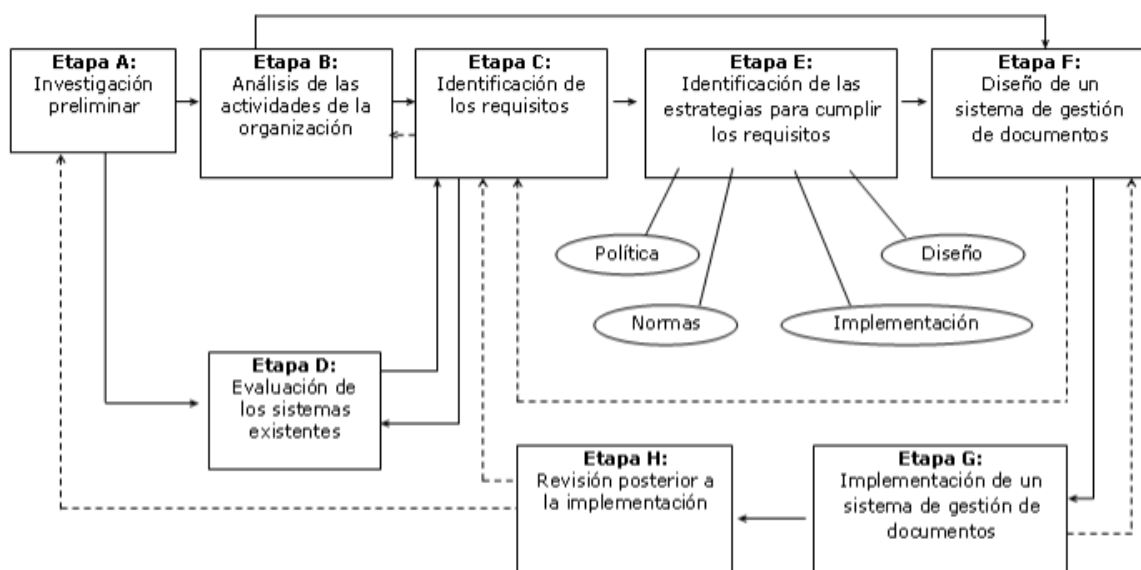 Etapa A:
Investigación
preliminar
Etapa B:
Análisis de las
actividades de la
organización
Etapa C:
Identificación de
los requisitos
Etapa E:
Identificación de las
estrategias para cumplir
los requisitos
Etapa F:
Diseño de un
sistema de gestión
de documentos
Política
Diseño
Normas
Implementación
Etapa D:
Evaluación de
los sistemas
existentes
Etapa H:
Revisión posterior a
la implementación
Etapa G:
Implementación de un
sistema de gestión de
documentos